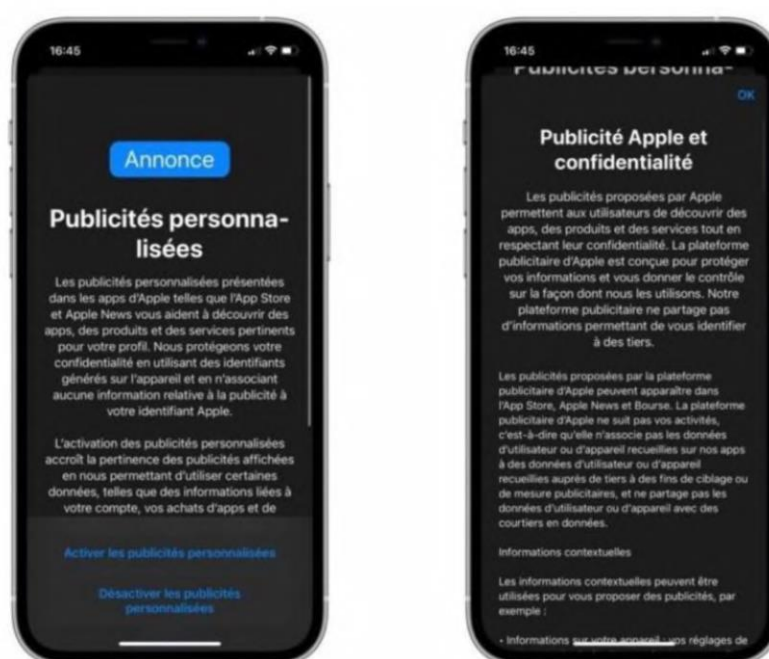 16:45
Annonce
Publicités personna-
lisées
Les publicités personnalisées présentées
dans les apps d'Apple telles que l'App Store
et Apple News vous aident à découvrir des
apps, des produits et des services pertinents
pour votre profil. Nous protégeons votre
confidentialité en utilisant des identifiants
générés sur l'appareil et en n'associant
aucune information relative à la publicité à
votre identifiant Apple.
L'activation des publicités personnalisées
accroît la pertinence des publicités affichées
en nous permettant d'utiliser certaines
données, telles que des informations liées à
votre compte, vos achats d'apps et de
Activer les publicités personnalisées
Désactiver les publicités
personnalisées
16:45
Publicités personna-
OK
Publicité Apple et
confidentialité
Les publicités proposées par Apple
permettent aux utilisateurs de découvrir des
apps, des produits et des services tout en
respectant leur confidentialité. La plateforme
publicitaire d'Apple est conçue pour protéger
vos informations et vous donner le contrôle
sur la façon dont nous les utilisons. Notre
plateforme publicitaire ne partage pas
d'informations permettant de vous identifier
à des tiers.
Les publicités proposées par la plateforme
publicitaire d'Apple peuvent apparaître dans
l'App Store, Apple News et Bourse. La plateforme
publicitaire d'Apple ne suit pas vos activités,
c'est-à-dire qu'elle n'associe pas les données
d'utilisateur ou d'appareil recueillies sur nos apps
à des données d'utilisateur ou d'appareil
recueillies auprès de tiers à des fins de ciblage ou
de mesure publicitaires, et ne partage pas les
données d'utilisateur ou d'appareil avec des
courtiers en données.
Informations contextuelles
Les informations contextuelles peuvent être
utilisées pour vous proposer des publicités, par
exemple :
• Informations sur votre appareil : vos réglages de